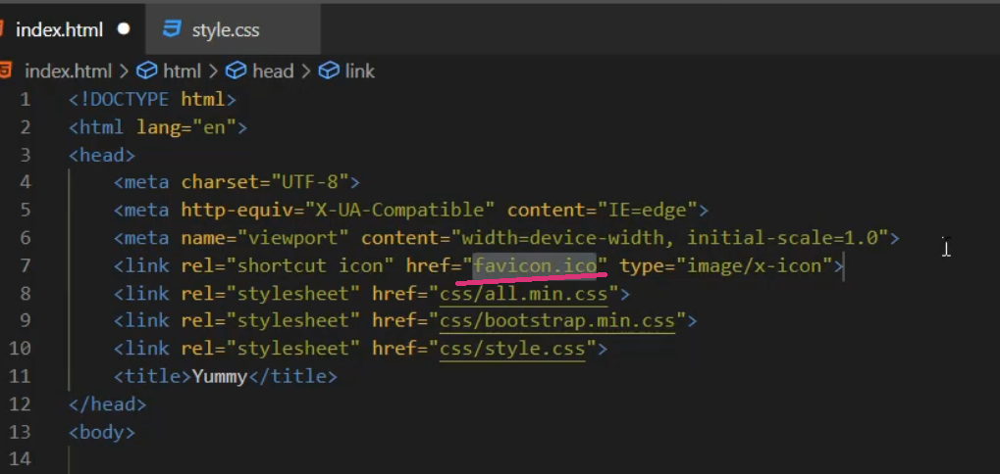 index.html style.css
index.html > html > head > link
1 <!DOCTYPE html>
2 <html lang="en">
3 <head>
4 <meta charset="UTF-8">
5 <meta http-equiv="X-UA-Compatible" content="IE=edge">
6 <meta name="viewport" content="width=device-width, initial-scale=1.0">
7 <link rel="shortcut icon" href="favicon.ico" type="image/x-icon">
8 <link rel="stylesheet" href="css/all.min.css">
9 <link rel="stylesheet" href="css/bootstrap.min.css">
10 <link rel="stylesheet" href="css/style.css">
11 <title>Yummy</title>
12 </head>
13 <body>
14